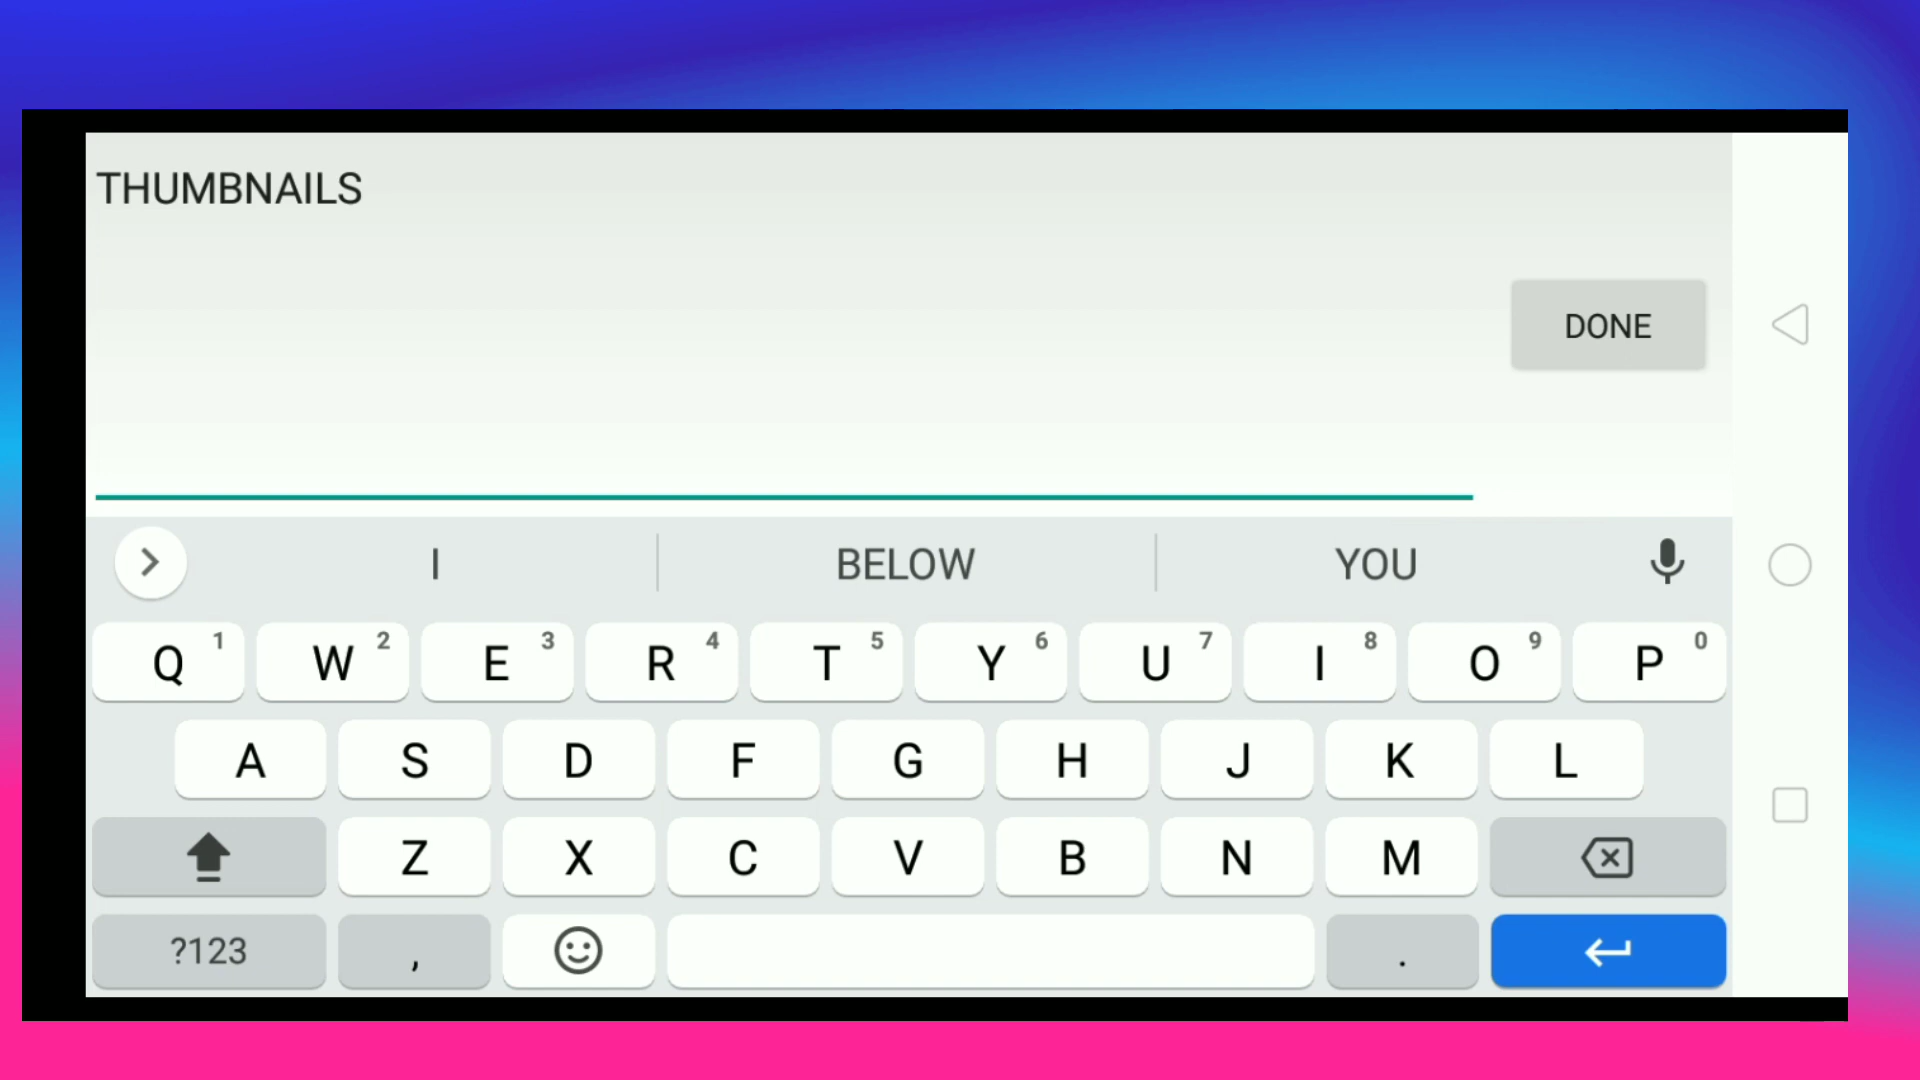 THUMBNAILS
DONE
I BELOW YOU
Q 1 W 2 E 3 R 4 T 5 Y 6 U 7 I 8 O 9 P 0
A S D F G H J K L
Z X C V B N M
?123 , .